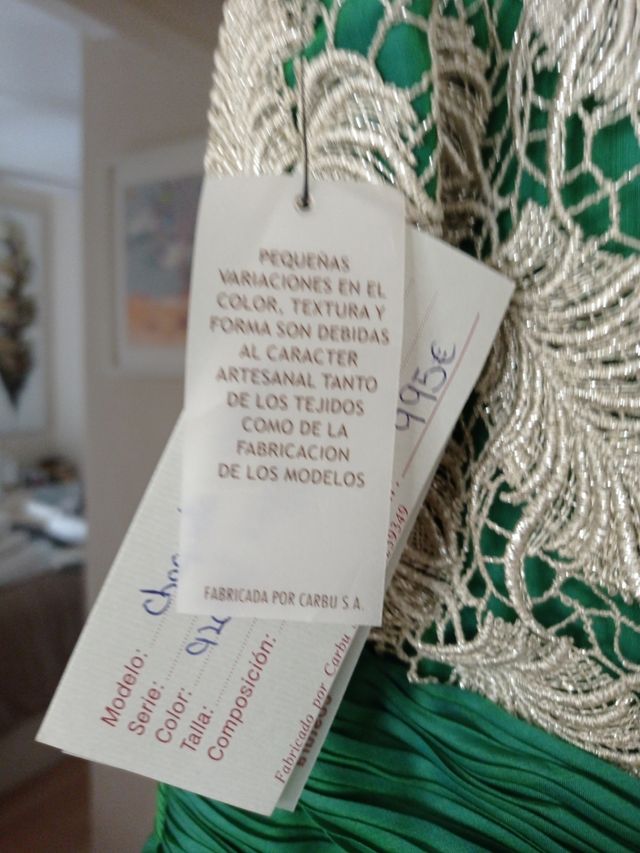 PEQUEÑAS
VARIACIONES EN EL
COLOR, TEXTURA Y
FORMA SON DEBIDAS
AL CARACTER
ARTESANAL TANTO
DE LOS TEJIDOS
COMO DE LA
FABRICACION
DE LOS MODELOS
FABRICADA POR CARBU S.A.
995€
Modelo:
Serie:
Color:
Talla:
Composición:
Fabricado por Carbu